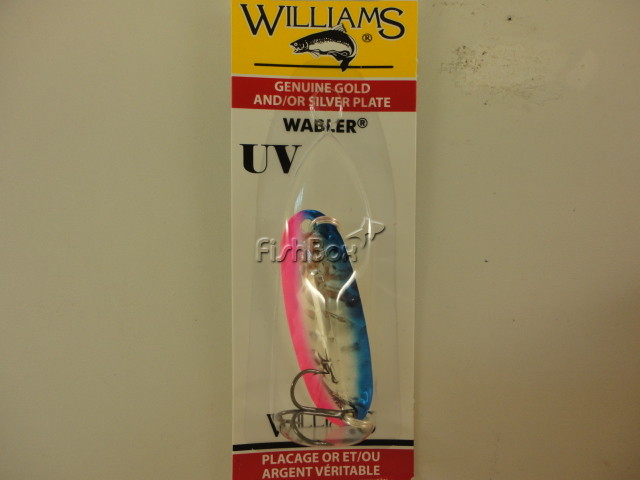 WILLIAMS
®
GENUINE GOLD
AND/OR SILVER PLATE
WABLER®
UV
FishBox
WILLIAMS
PLACAGE OR ET/OU
ARGENT VÉRITABLE